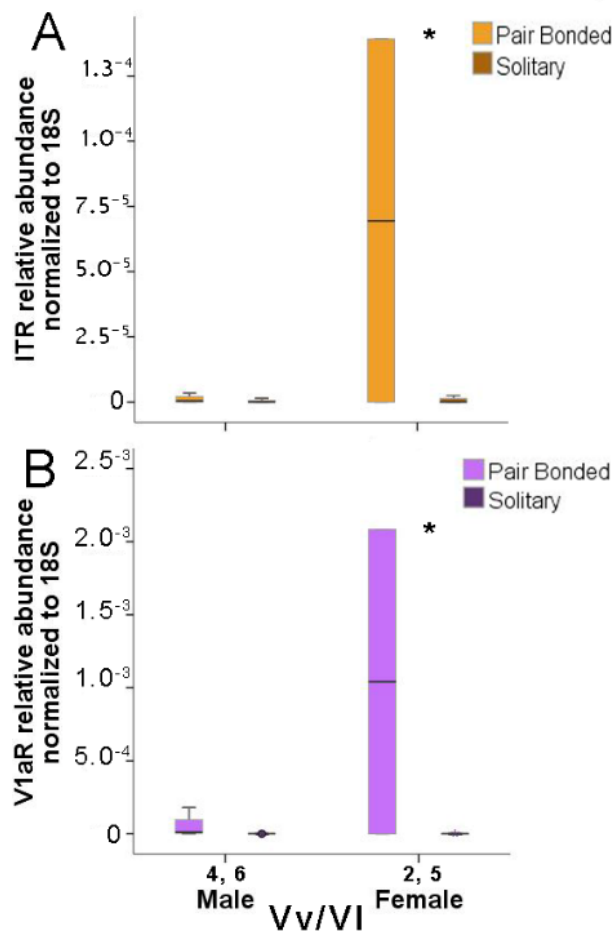 A
Pair Bonded
Solitary
ITR relative abundance
normalized to 18S
1.3⁻⁴
1.0⁻⁴
7.5⁻⁵
5.0⁻⁵
2.5⁻⁵
0
*
B
Pair Bonded
Solitary
V1aR relative abundance
normalized to 18S
2.5⁻³
2.0⁻³
1.5⁻³
1.0⁻³
5.0⁻⁴
0
*
4, 6 2, 5
Male Female
Vv/Vl